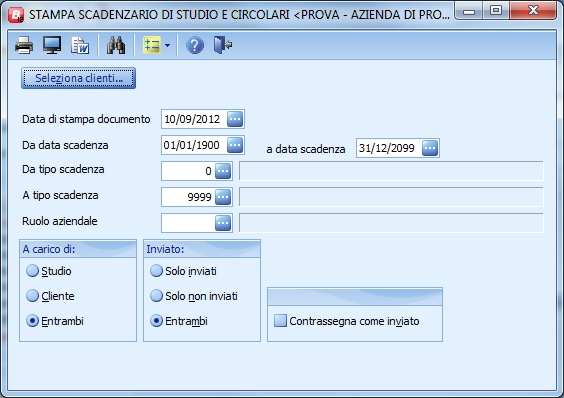 STAMPA SCADENZARIO DI STUDIO E CIRCOLARI <PROVA - AZIENDA DI PRO...
Seleziona clienti...
Data di stampa documento 10/09/2012
Da data scadenza 01/01/1900 a data scadenza 31/12/2099
Da tipo scadenza 0
A tipo scadenza 9999
Ruolo aziendale
A carico di: Inviato:
Studio Solo inviati
Cliente Solo non inviati
Entrambi Entrambi Contrassegna come inviato